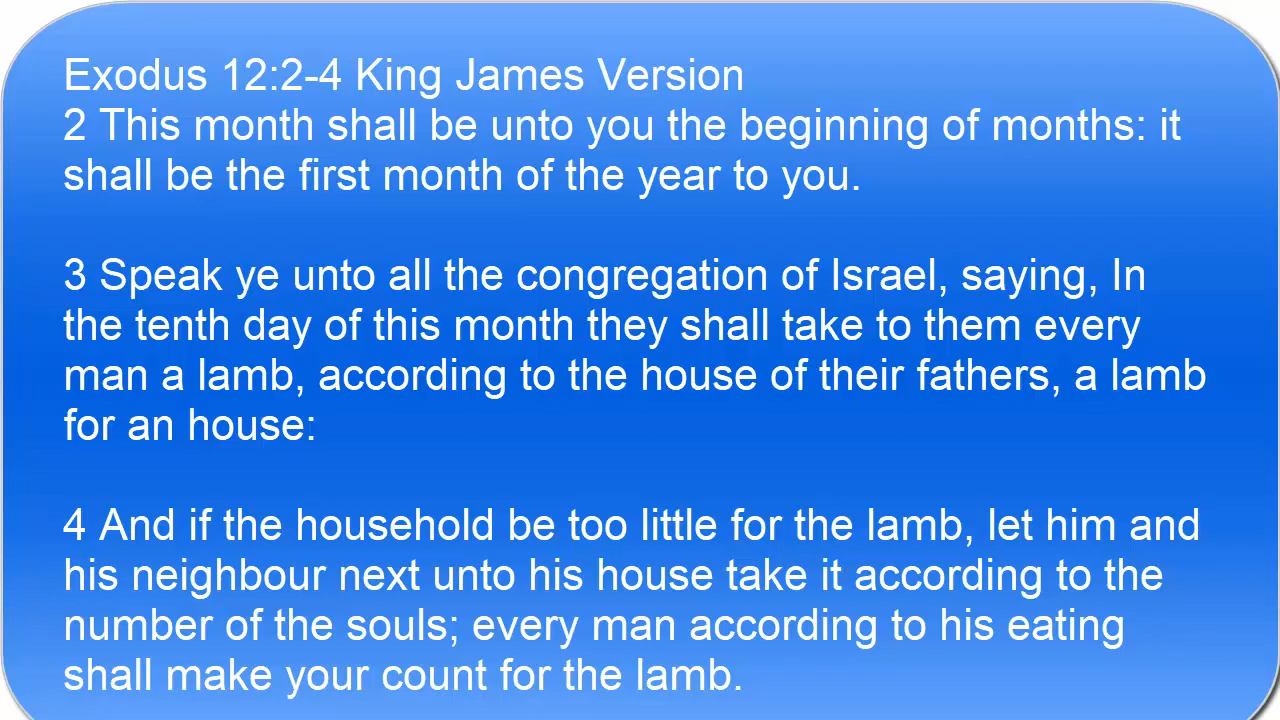 Exodus 12:2-4 King James Version
2 This month shall be unto you the beginning of months: it
shall be the first month of the year to you.
3 Speak ye unto all the congregation of Israel, saying, In
the tenth day of this month they shall take to them every
man a lamb, according to the house of their fathers, a lamb
for an house:
4 And if the household be too little for the lamb, let him and
his neighbour next unto his house take it according to the
number of the souls; every man according to his eating
shall make your count for the lamb.